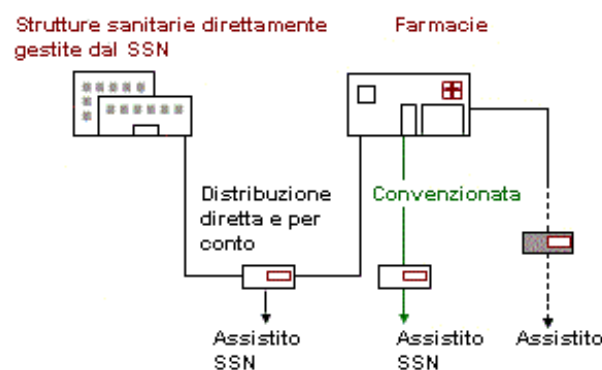 Strutture sanitarie direttamente
gestite dal SSN
Farmacie
Distribuzione
diretta e per
conto
Convenzionata
Assistito
SSN
Assistito
SSN
Assistito